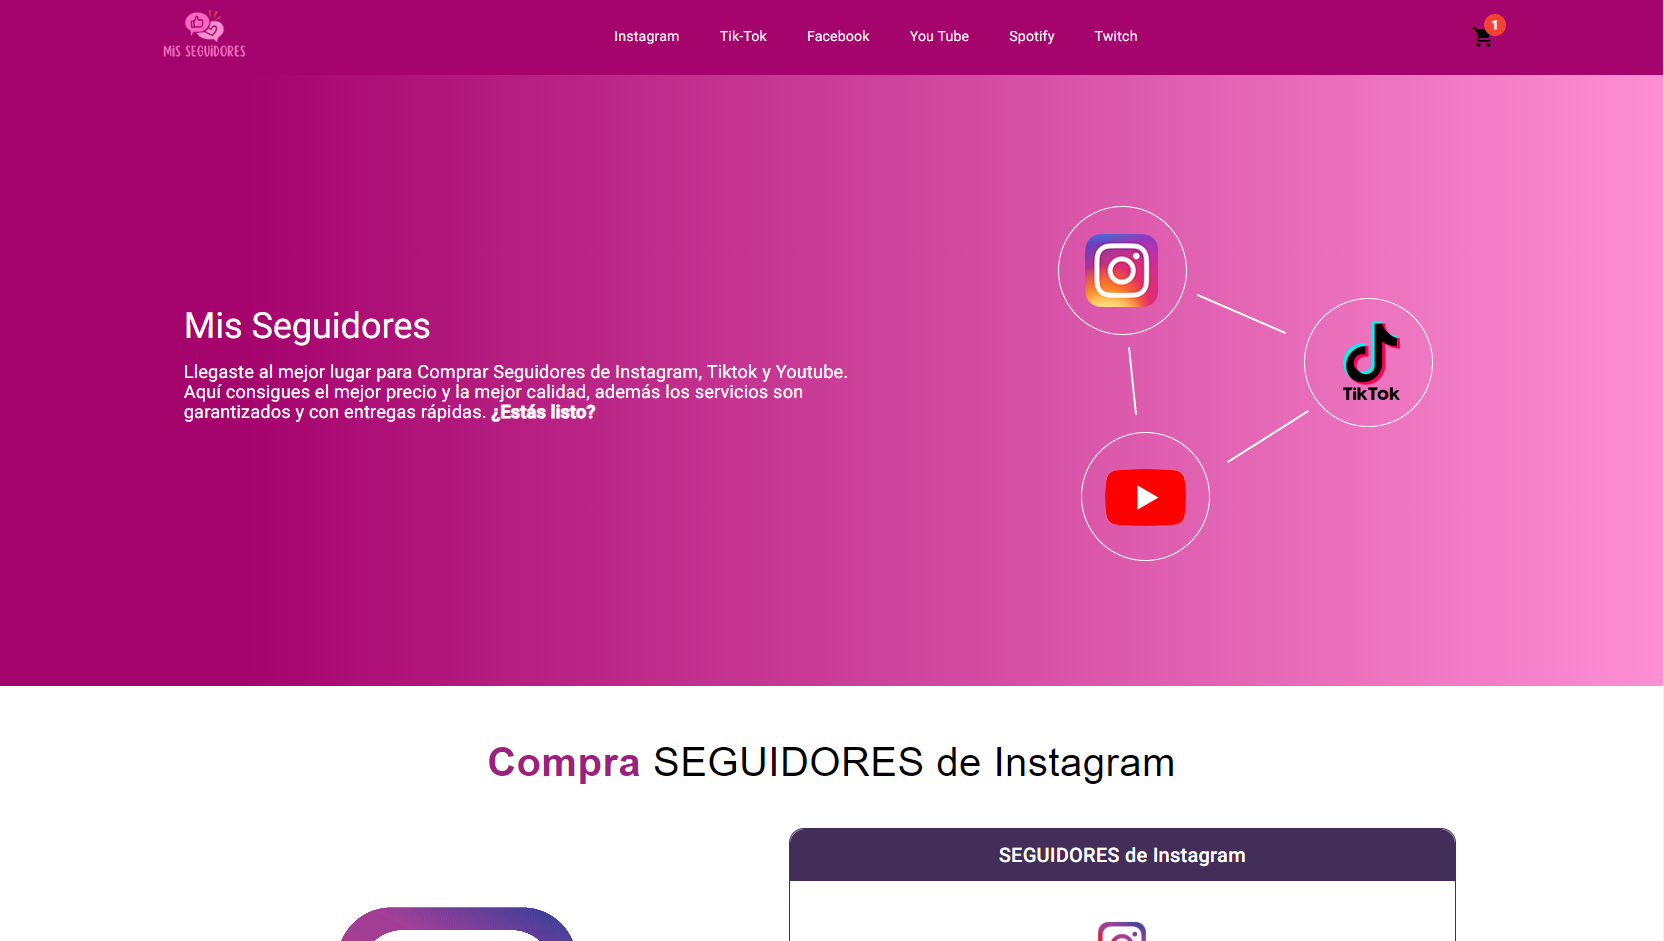 MiS SEGUiDORES
Instagram
Tik-Tok
Facebook
You Tube
Spotify
Twitch
1
Mis Seguidores
Llegaste al mejor lugar para Comprar Seguidores de Instagram, Tiktok y Youtube.
Aquí consigues el mejor precio y la mejor calidad, además los servicios son
garantizados y con entregas rápidas. ¿Estás listo?
TikTok
Compra SEGUIDORES de Instagram
SEGUIDORES de Instagram